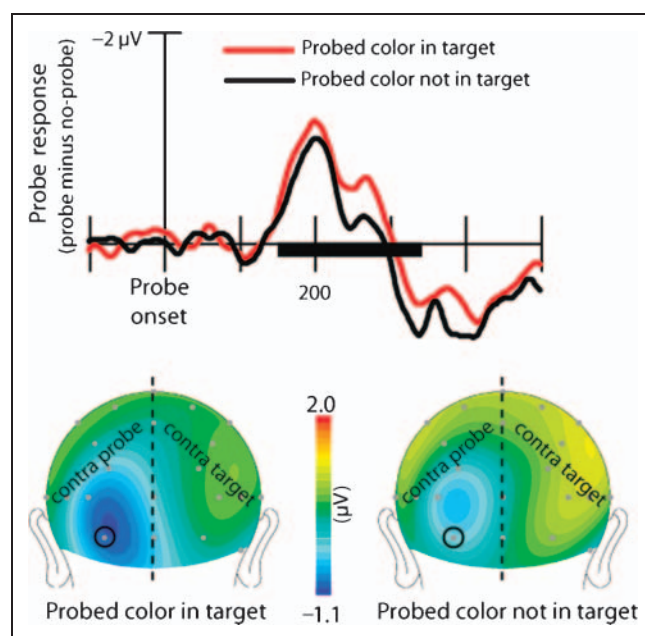 −2 µV
Probed color in target
Probed color not in target
Probe response
(probe minus no-probe)
Probe
onset
200
contra probe
contra target
2.0
(µV)
−1.1
contra probe
contra target
Probed color in target
Probed color not in target